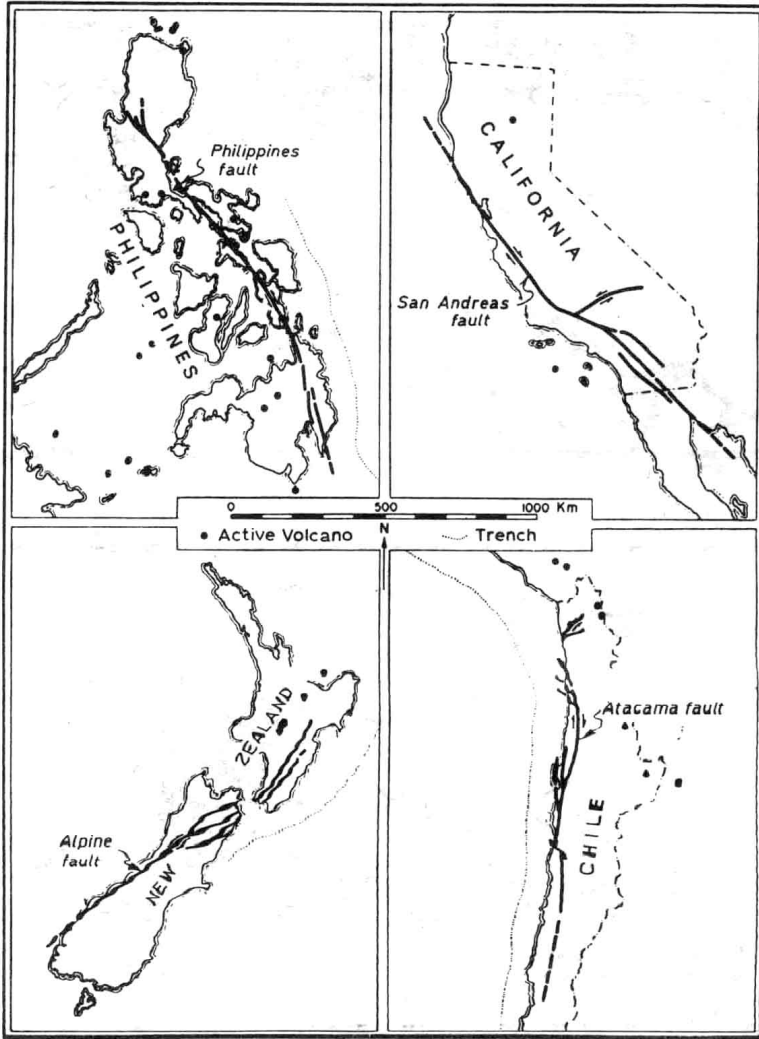 Philippines
fault
PHILIPPINES
CALIFORNIA
San Andreas
fault
0 500 1000 Km
N
Active Volcano
Trench
NEW
ZEALAND
Alpine
fault
Atacama fault
CHILE